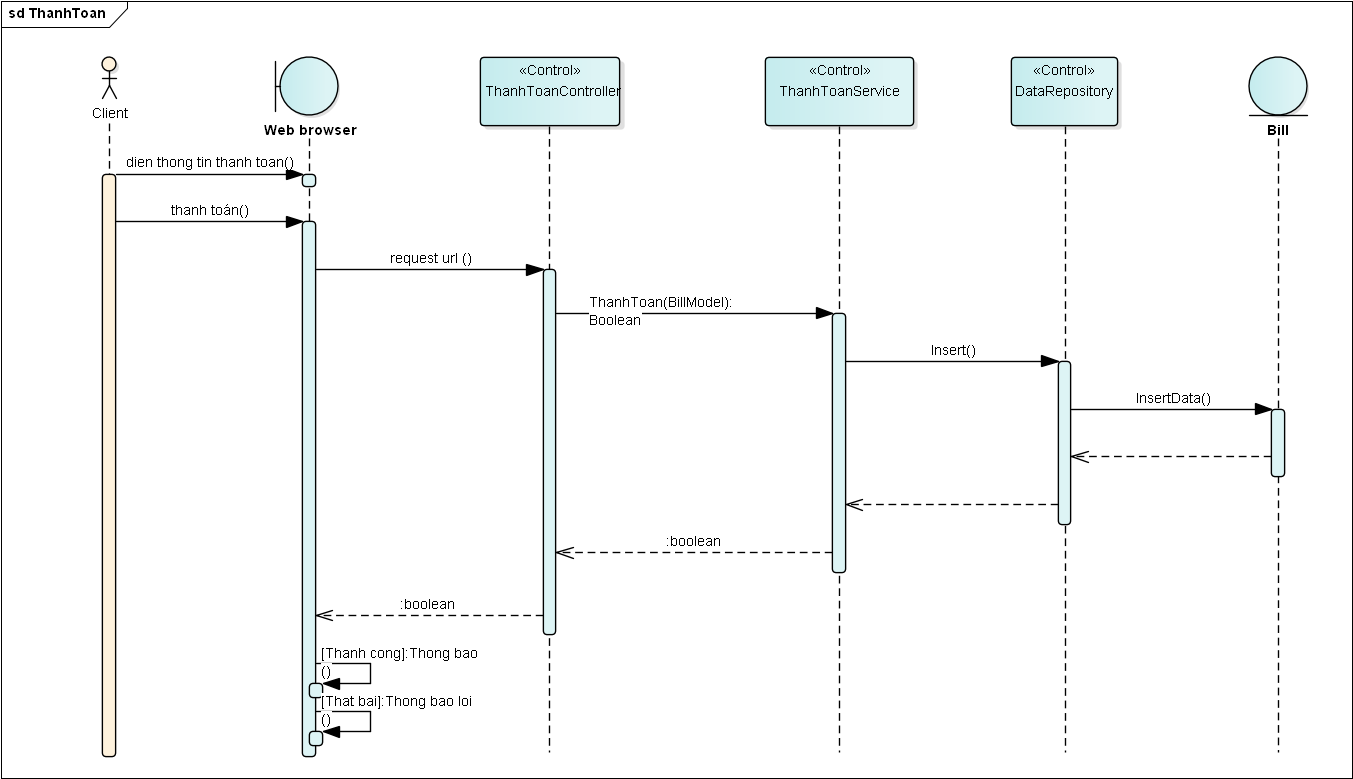 sd ThanhToan
«Control»
ThanhToanController
«Control»
ThanhToanService
«Control»
DataRepository
Client
Web browser
Bill
dien thong tin thanh toan()
thanh toán()
request url ()
ThanhToan(BillModel):
Boolean
Insert()
InsertData()
:boolean
:boolean
[Thanh cong]:Thong bao
()
[That bai]:Thong bao loi
()